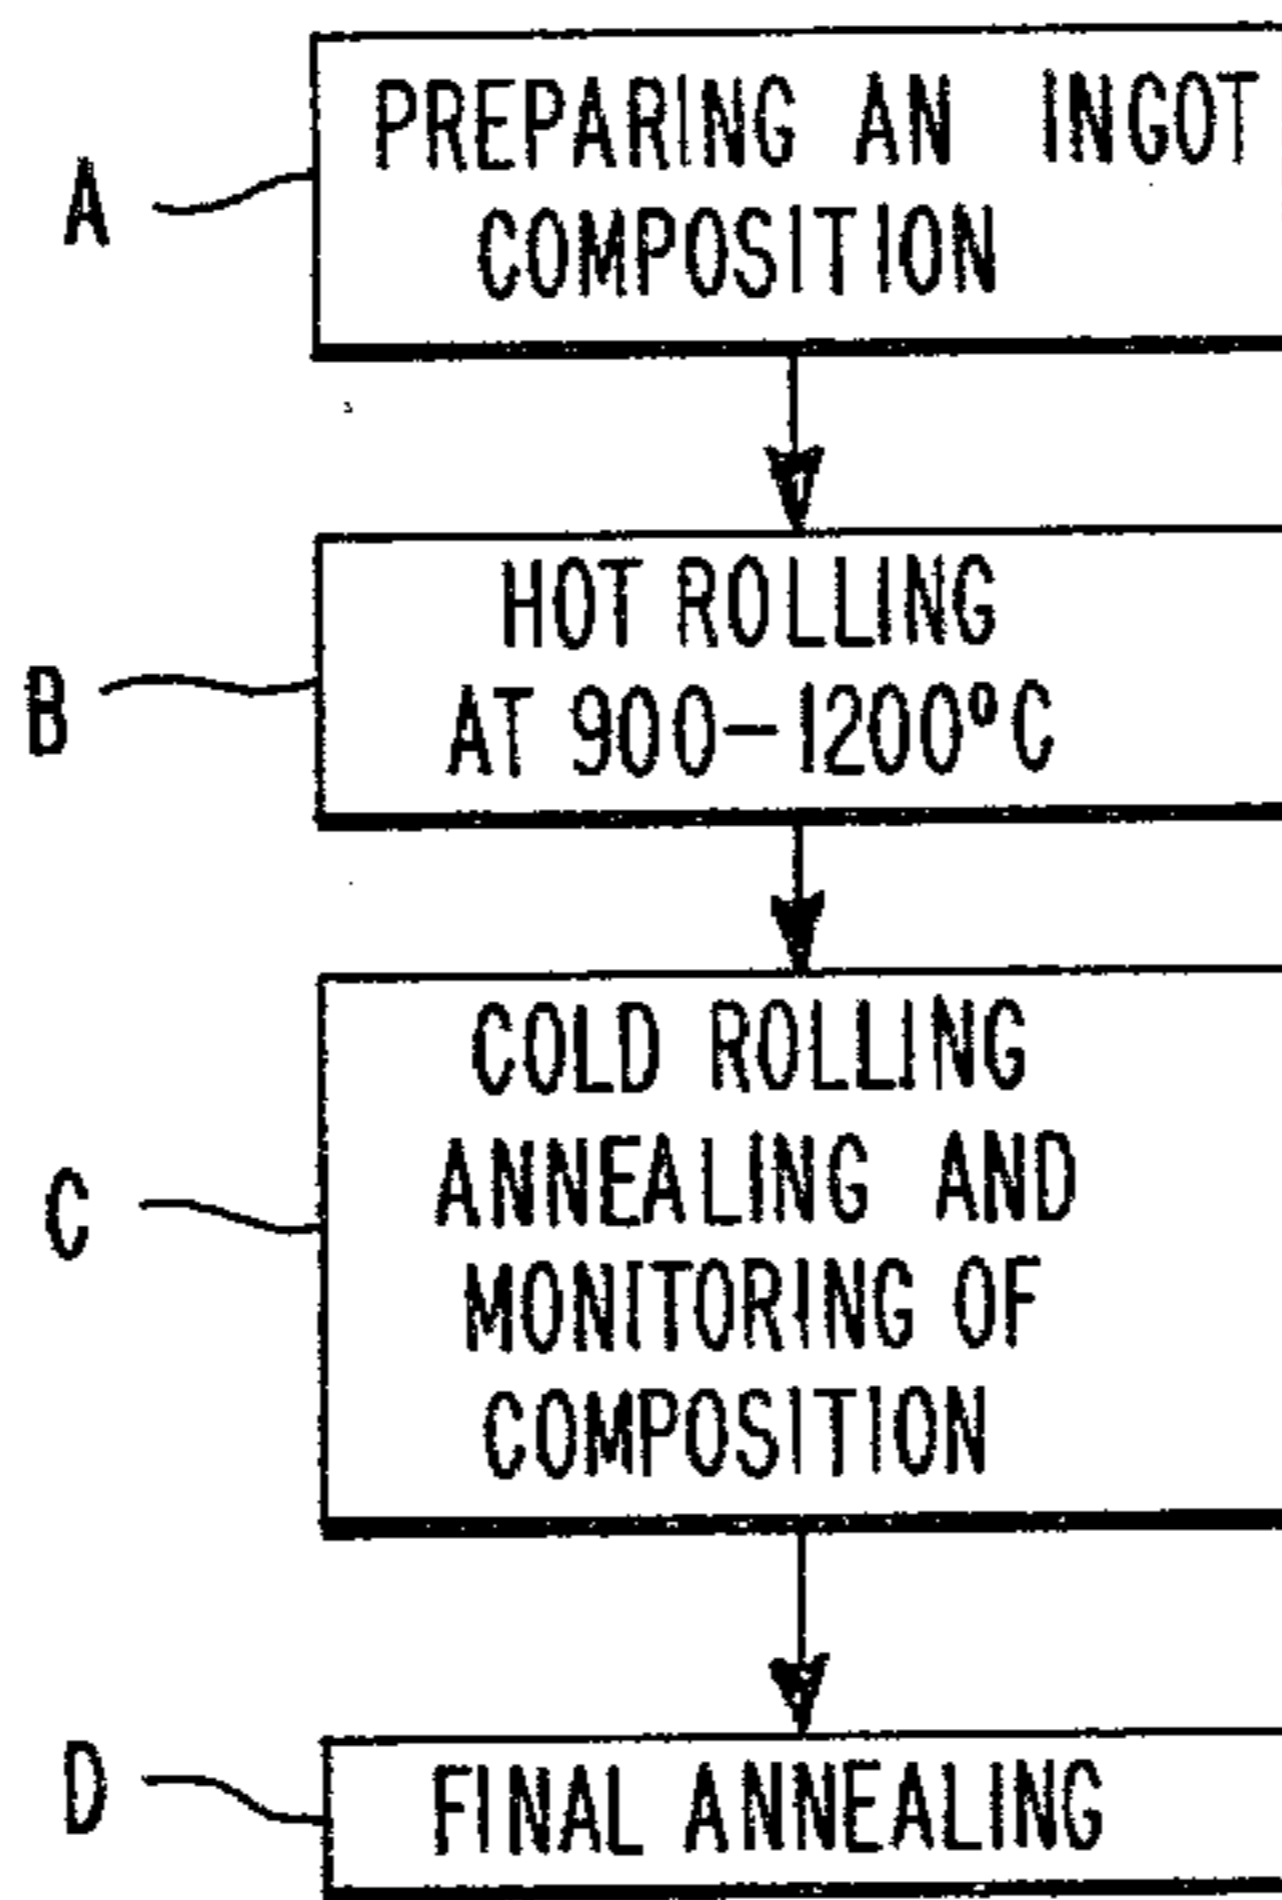 A
PREPARING AN INGOT
COMPOSITION
B
HOT ROLLING
AT 900-1200°C
C
COLD ROLLING
ANNEALING AND
MONITORING OF
COMPOSITION
D
FINAL ANNEALING